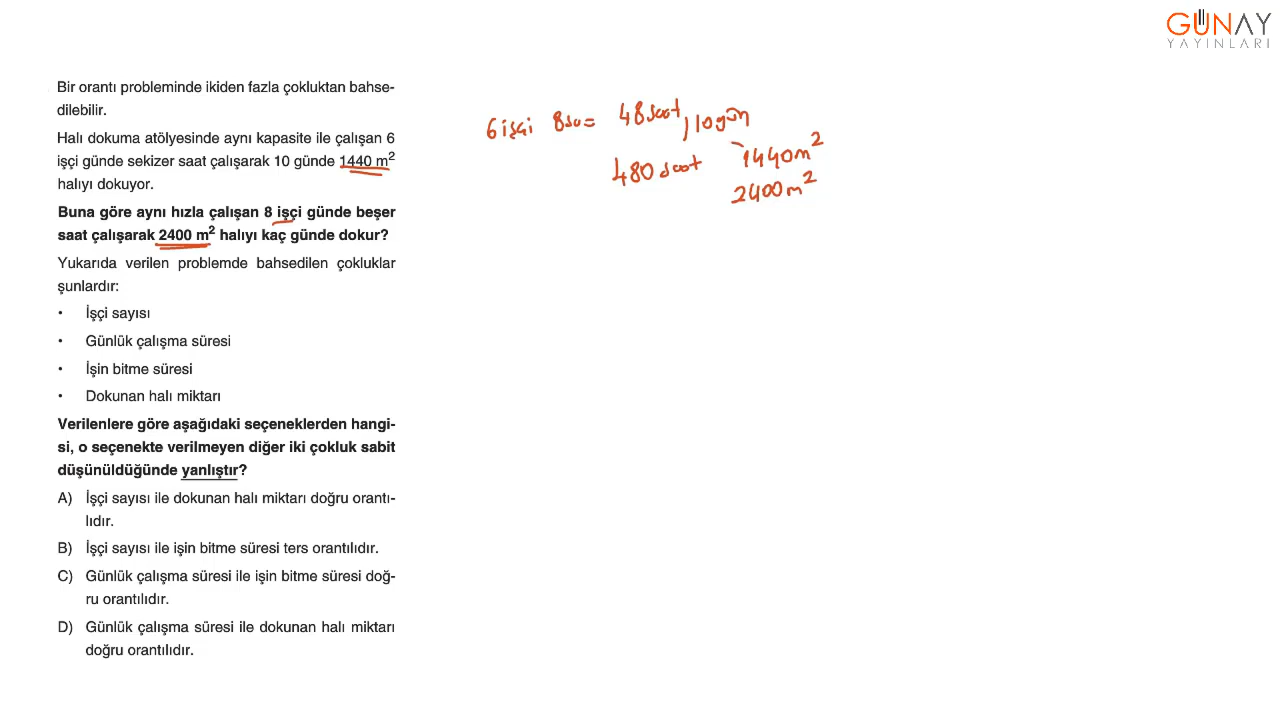 GÜNAY
YAYINLARI
Bir orantı probleminde ikiden fazla çokluktan bahse-
dilebilir.
Halı dokuma atölyesinde aynı kapasite ile çalışan 6
işçi günde sekizer saat çalışarak 10 günde 1440 m²
halıyı dokuyor.
Buna göre aynı hızla çalışan 8 işçi günde beşer
saat çalışarak 2400 m² halıyı kaç günde dokur?
Yukarıda verilen problemde bahsedilen çokluklar
şunlardır:
• İşçi sayısı
• Günlük çalışma süresi
• İşin bitme süresi
• Dokunan halı miktarı
Verilenlere göre aşağıdaki seçeneklerden hangi-
si, o seçenekte verilmeyen diğer iki çokluk sabit
düşünüldüğünde yanlıştır?
A) İşçi sayısı ile dokunan halı miktarı doğru orantı-
lıdır.
B) İşçi sayısı ile işin bitme süresi ters orantılıdır.
C) Günlük çalışma süresi ile işin bitme süresi doğ-
ru orantılıdır.
D) Günlük çalışma süresi ile dokunan halı miktarı
doğru orantılıdır.
6 işçi 8sa = 48 saat, 10 gün
480 saat 1440m²
2400m²